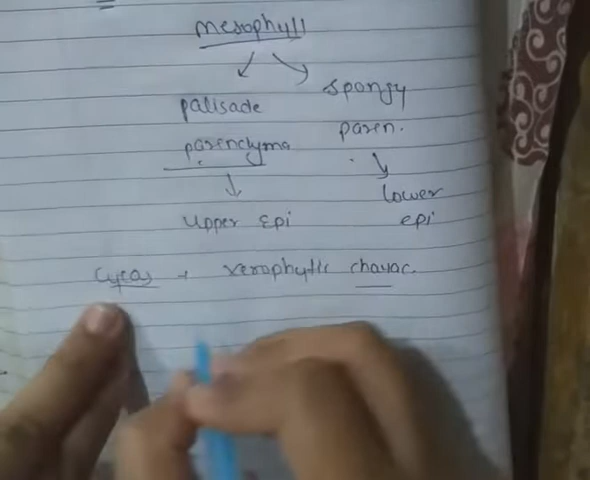 mesophyll
palisade spongy
parenchyma paren.
upper Epi lower
epi
Cycas → xerophytic charac.